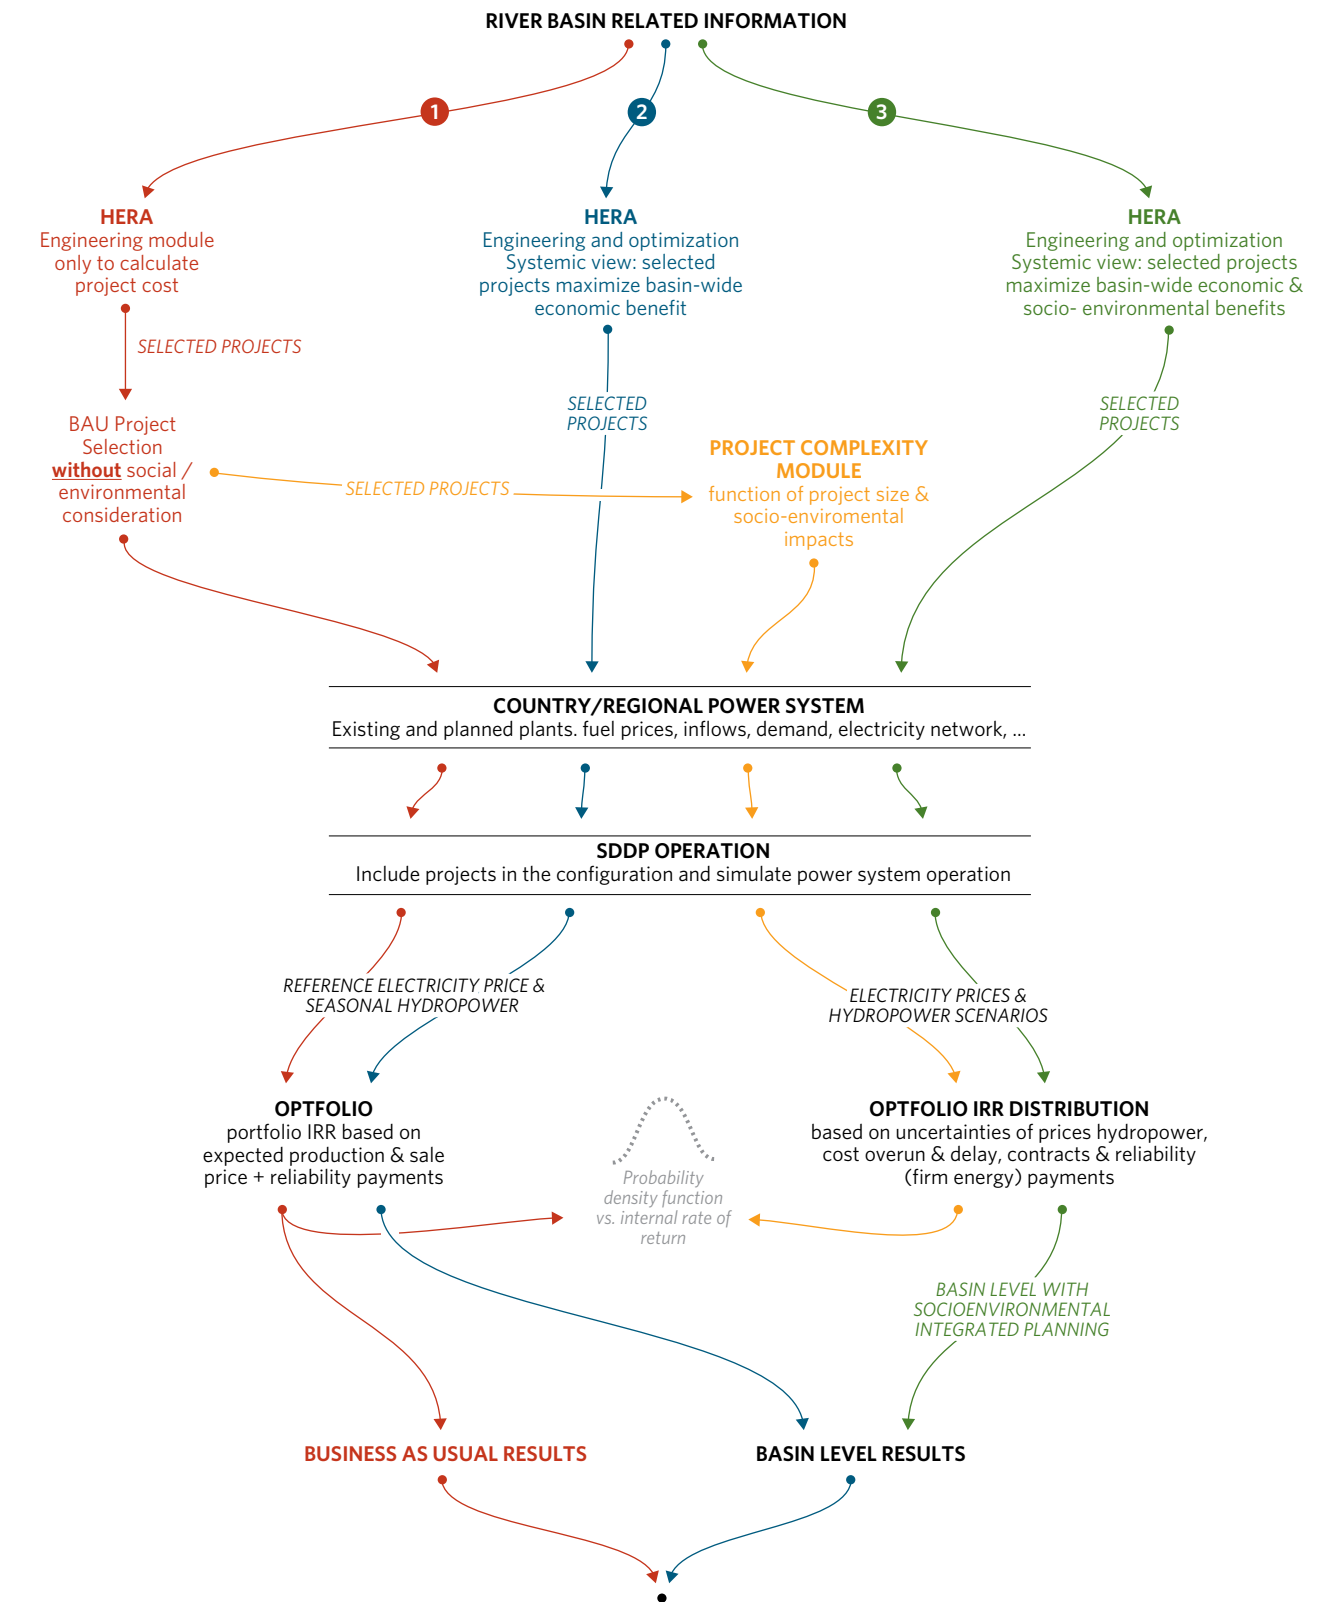 RIVER BASIN RELATED INFORMATION
1
2
3
HERA
Engineering module
only to calculate
project cost
HERA
Engineering and optimization
Systemic view: selected
projects maximize basin-wide
economic benefit
HERA
Engineering and optimization
Systemic view: selected projects
maximize basin-wide economic &
socio- environmental benefits
SELECTED PROJECTS
BAU Project
Selection
without social /
environmental
consideration
SELECTED PROJECTS
SELECTED
PROJECTS
PROJECT COMPLEXITY
MODULE
function of project size &
socio-enviromental
impacts
SELECTED
PROJECTS
COUNTRY/REGIONAL POWER SYSTEM
Existing and planned plants. fuel prices, inflows, demand, electricity network, ...
SDDP OPERATION
Include projects in the configuration and simulate power system operation
REFERENCE ELECTRICITY PRICE &
SEASONAL HYDROPOWER
ELECTRICITY PRICES &
HYDROPOWER SCENARIOS
OPTFOLIO
portfolio IRR based on
expected production & sale
price + reliability payments
Probability
density function
vs. internal rate of
return
OPTFOLIO IRR DISTRIBUTION
based on uncertainties of prices hydropower,
cost overun & delay, contracts & reliability
(firm energy) payments
BASIN LEVEL WITH
SOCIOENVIRONMENTAL
INTEGRATED PLANNING
BUSINESS AS USUAL RESULTS
BASIN LEVEL RESULTS